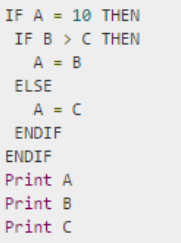 IF A = 10 THEN
IF B > C THEN
A = B
ELSE
A = C
ENDIF
ENDIF
Print A
Print B
Print C